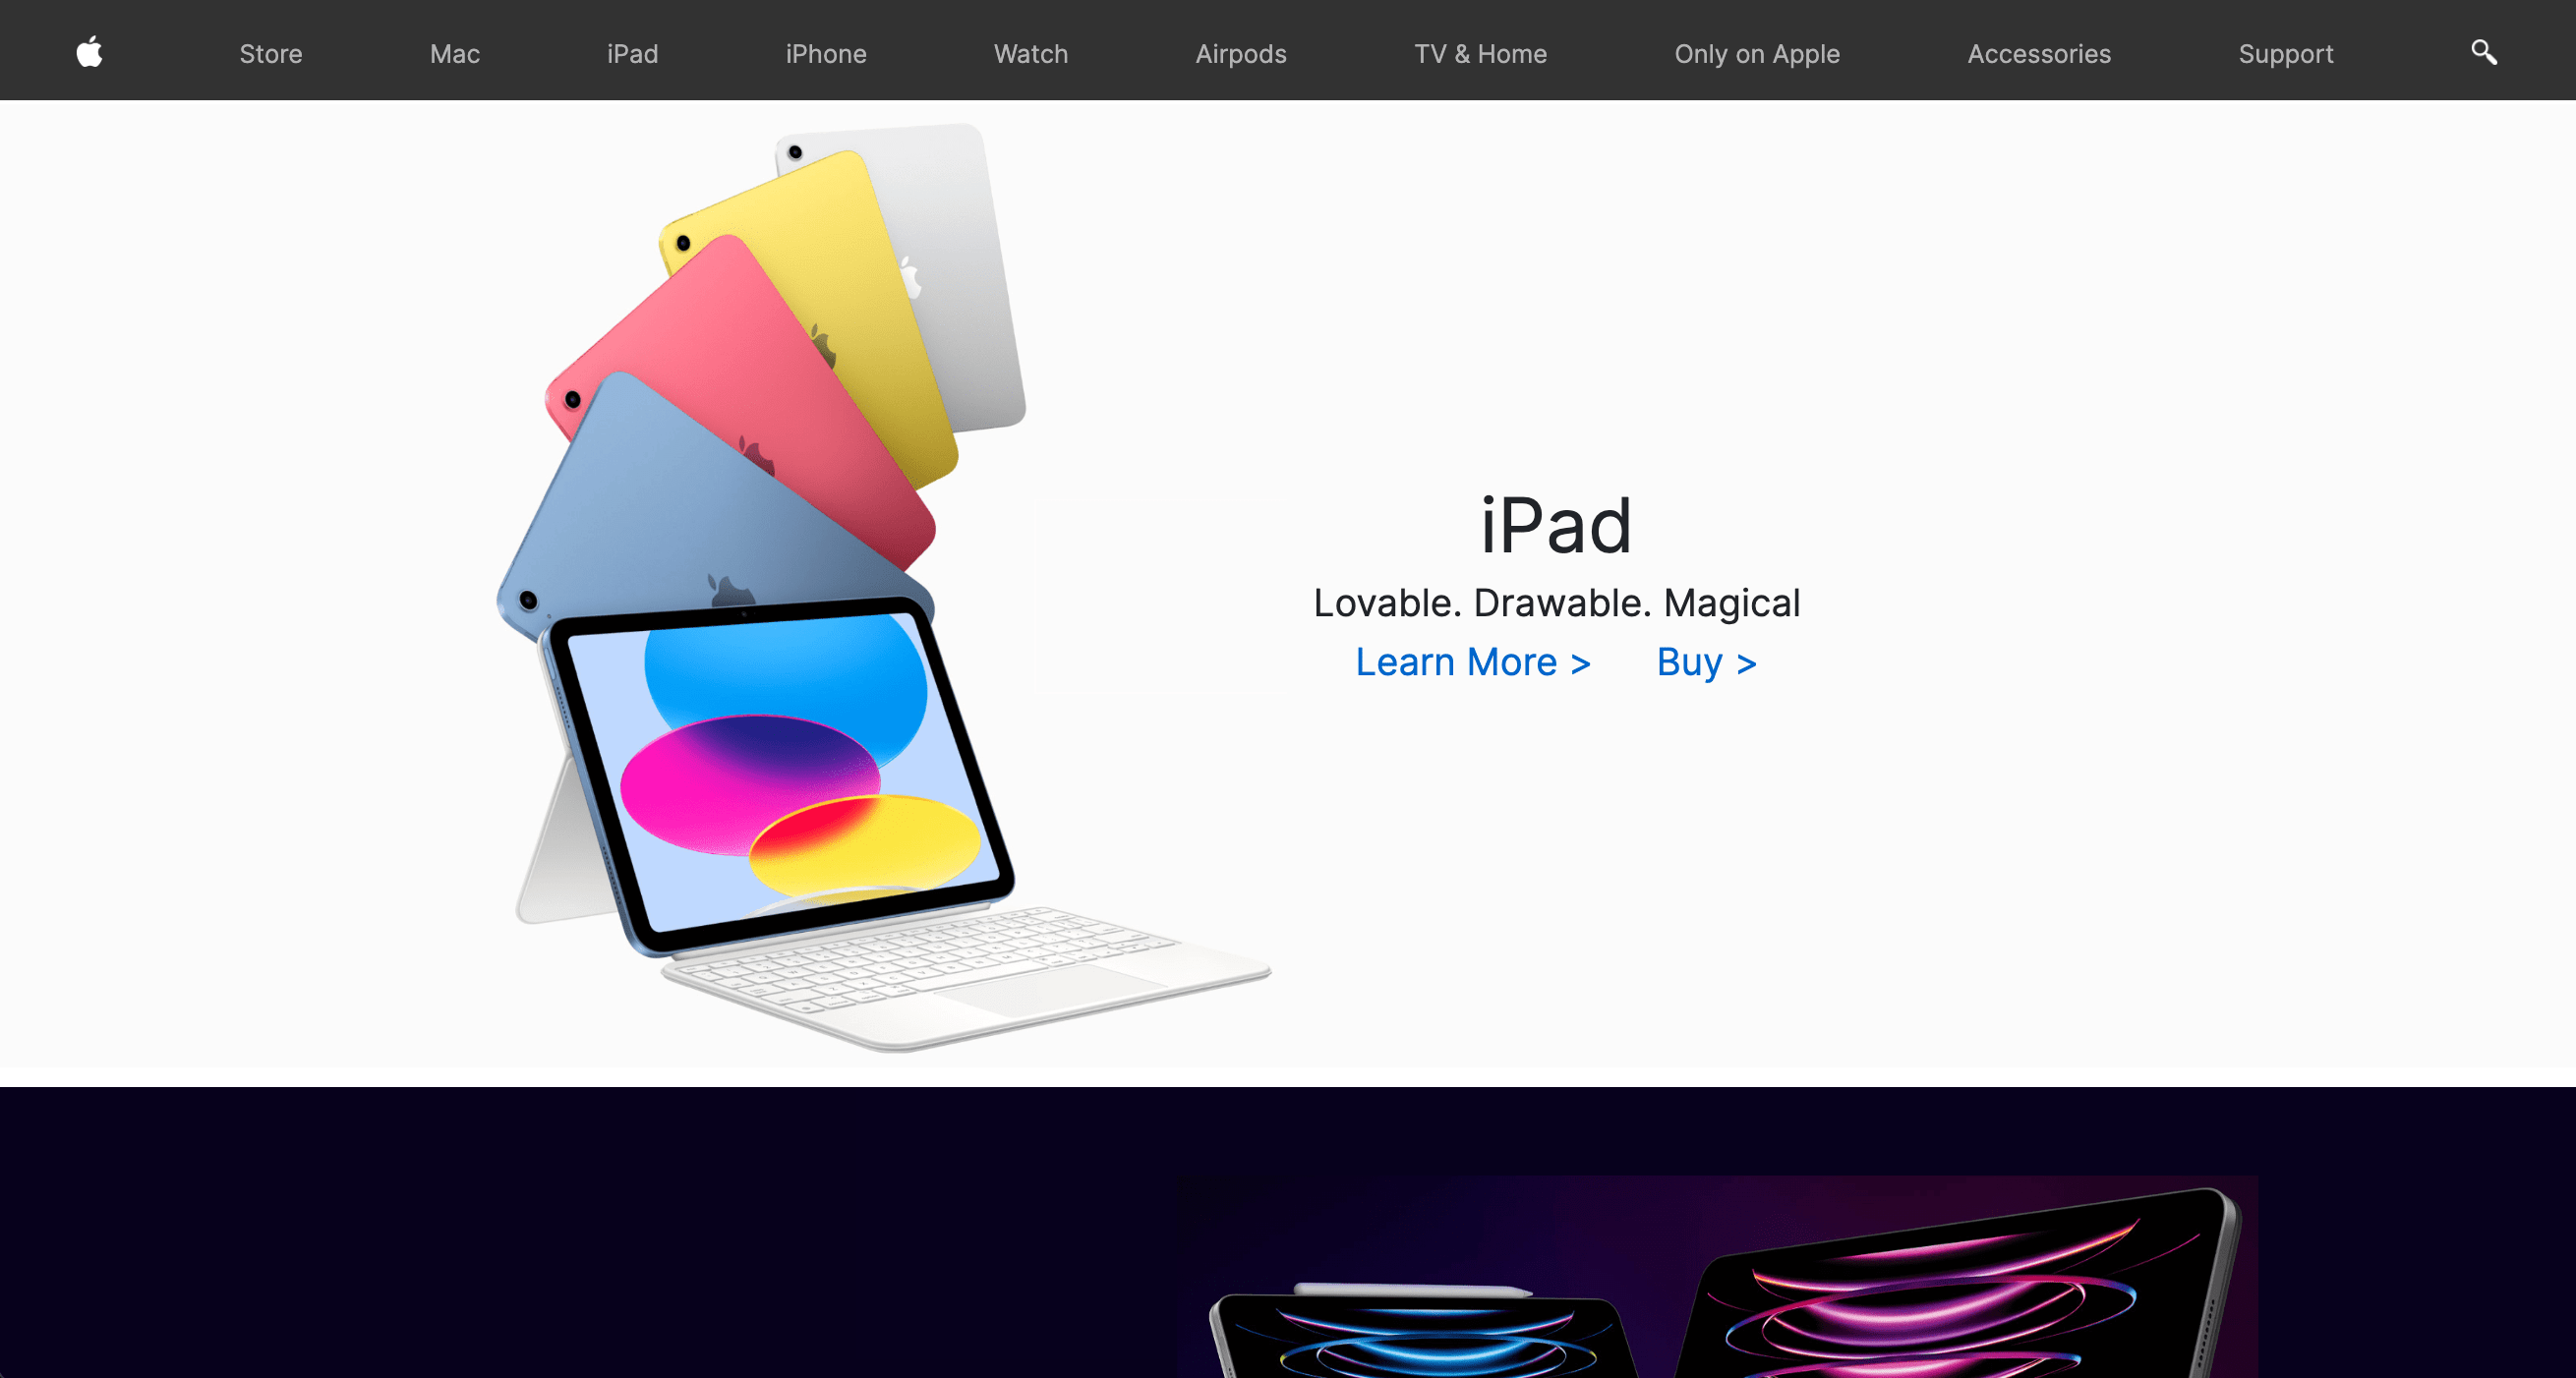 Store Mac iPad iPhone Watch Airpods TV & Home Only on Apple Accessories Support
iPad
Lovable. Drawable. Magical
Learn More > Buy >